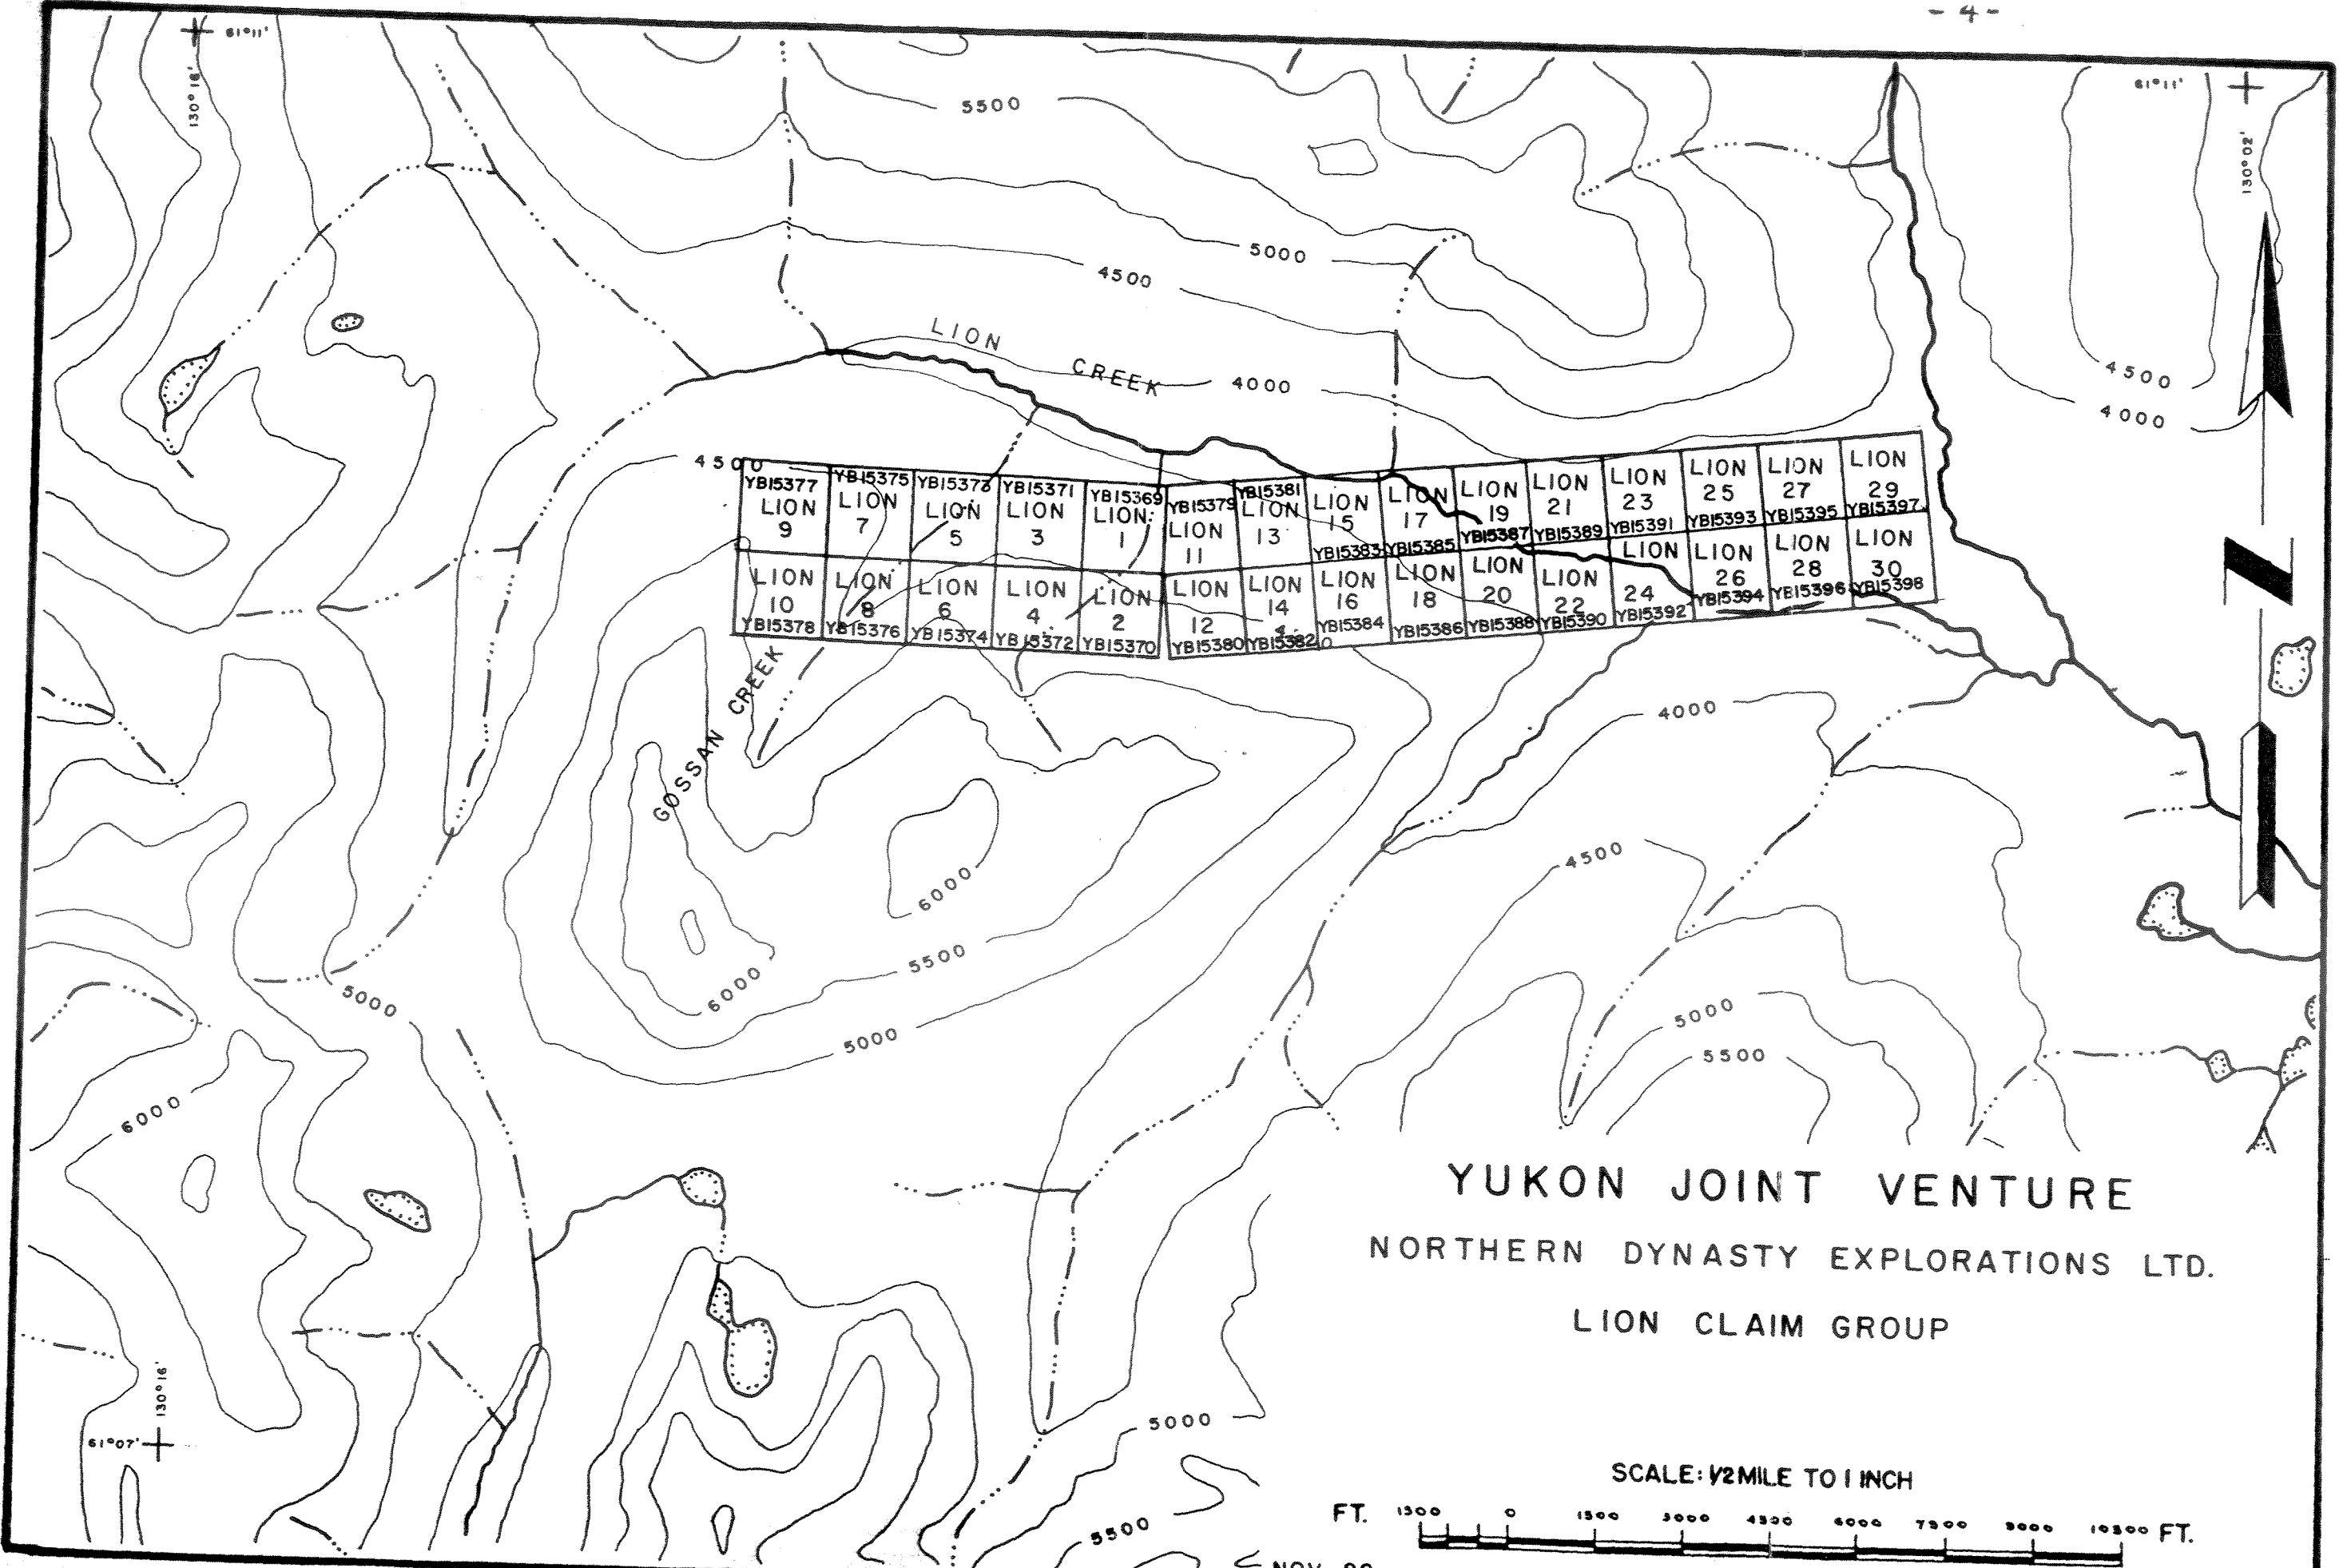 - 4 -
61°11'
130°16'
61°11'
130°02'
5500
5000
4500
LION CREEK
4000
4500
4000
4500
YB15377 LION 9
YB15375 LION 7
YB15373 LION 5
YB15371 LION 3
YB15369 LION 1
YB15379 LION 11
YB15381 LION 13
LION 15 YB15383
LION 17 YB15385
LION 19 YB15387
LION 21 YB15389
LION 23 YB15391
LION 25 YB15393
LION 27 YB15395
LION 29 YB15397
LION 10 YB15378
LION 8 YB15376
LION 6 YB15374
LION 4 YB15372
LION 2 YB15370
LION 12 YB15380
LION 14 YB15382
LION 16 YB15384
LION 18 YB15386
LION 20 YB15388
LION 22 YB15390
LION 24 YB15392
LION 26 YB15394
LION 28 YB15396
LION 30 YB15398
GOSSAN CREEK
N
4000
4500
6000
5500
6000
5000
5000
5000
5500
6000
YUKON JOINT VENTURE
NORTHERN DYNASTY EXPLORATIONS LTD.
LION CLAIM GROUP
130°16'
61°07'
5000
5500
SCALE: 1/2 MILE TO 1 INCH
FT. 1500 0 1500 3000 4500 6000 7500 9000 10500 FT.